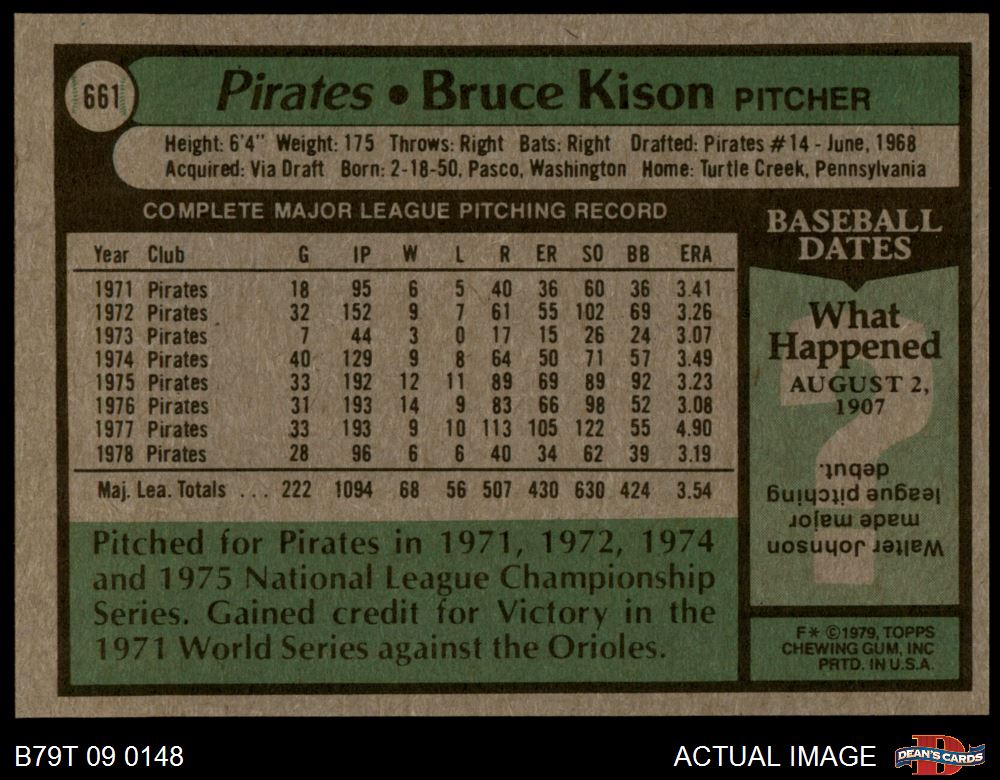 661
Pirates • Bruce Kison PITCHER
Height: 6'4" Weight: 175 Throws: Right Bats: Right Drafted: Pirates #14 - June, 1968
Acquired: Via Draft Born: 2-18-50, Pasco, Washington Home: Turtle Creek, Pennsylvania
COMPLETE MAJOR LEAGUE PITCHING RECORD
Year Club G IP W L R ER SO BB ERA
1971 Pirates 18 95 6 5 40 36 60 36 3.41
1972 Pirates 32 152 9 7 61 55 102 69 3.26
1973 Pirates 7 44 3 0 17 15 26 24 3.07
1974 Pirates 40 129 9 8 64 50 71 57 3.49
1975 Pirates 33 192 12 11 89 69 89 92 3.23
1976 Pirates 31 193 14 9 83 66 98 52 3.08
1977 Pirates 33 193 9 10 113 105 122 55 4.90
1978 Pirates 28 96 6 6 40 34 62 39 3.19
Maj. Lea. Totals ... 222 1094 68 56 507 430 630 424 3.54
Pitched for Pirates in 1971, 1972, 1974
and 1975 National League Championship
Series. Gained credit for Victory in the
1971 World Series against the Orioles.
BASEBALL
DATES
What
Happened
AUGUST 2,
1907
Walter Johnson
made major
league pitching
debut.
F* ©1979, TOPPS
CHEWING GUM, INC
PRTD. IN U.S.A.
B79T 09 0148
ACTUAL IMAGE
DEAN'S CARDS